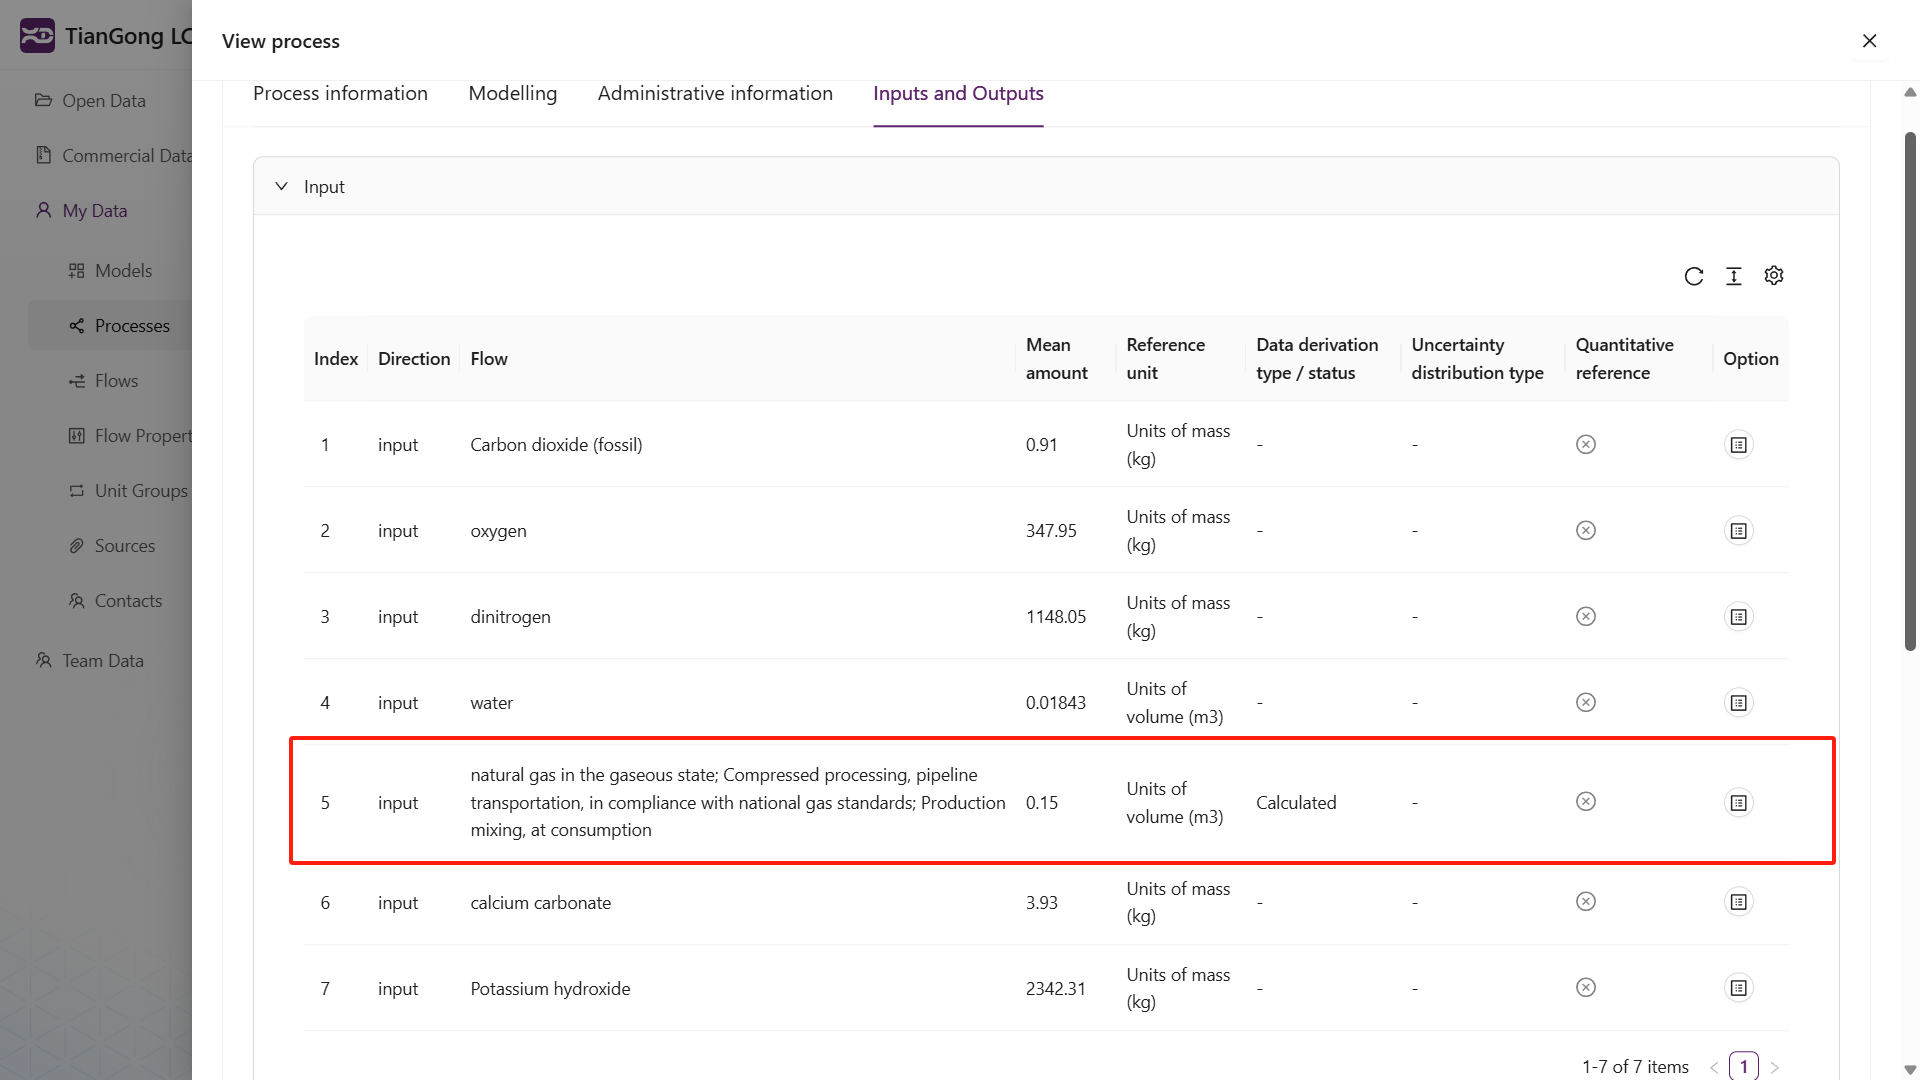 TianGong LC
View process
Open Data
Commercial Data
My Data
Models
Processes
Flows
Flow Propert
Unit Groups
Sources
Contacts
Team Data
Process information Modelling Administrative information Inputs and Outputs
Input
Index Direction Flow Mean amount Reference unit Data derivation type / status Uncertainty distribution type Quantitative reference Option
1 input Carbon dioxide (fossil) 0.91 Units of mass (kg) - -
2 input oxygen 347.95 Units of mass (kg) - -
3 input dinitrogen 1148.05 Units of mass (kg) - -
4 input water 0.01843 Units of volume (m3) - -
5 input natural gas in the gaseous state; Compressed processing, pipeline transportation, in compliance with national gas standards; Production mixing, at consumption 0.15 Units of volume (m3) Calculated -
6 input calcium carbonate 3.93 Units of mass (kg) - -
7 input Potassium hydroxide 2342.31 Units of mass (kg) - -
1-7 of 7 items < 1 >